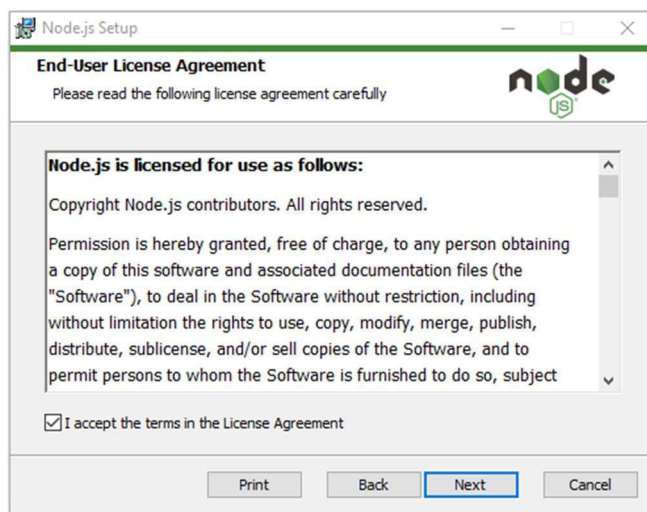 Node.js Setup
End-User License Agreement
Please read the following license agreement carefully
node
JS
Node.js is licensed for use as follows:
Copyright Node.js contributors. All rights reserved.
Permission is hereby granted, free of charge, to any person obtaining
a copy of this software and associated documentation files (the
"Software"), to deal in the Software without restriction, including
without limitation the rights to use, copy, modify, merge, publish,
distribute, sublicense, and/or sell copies of the Software, and to
permit persons to whom the Software is furnished to do so, subject
I accept the terms in the License Agreement
Print Back Next Cancel